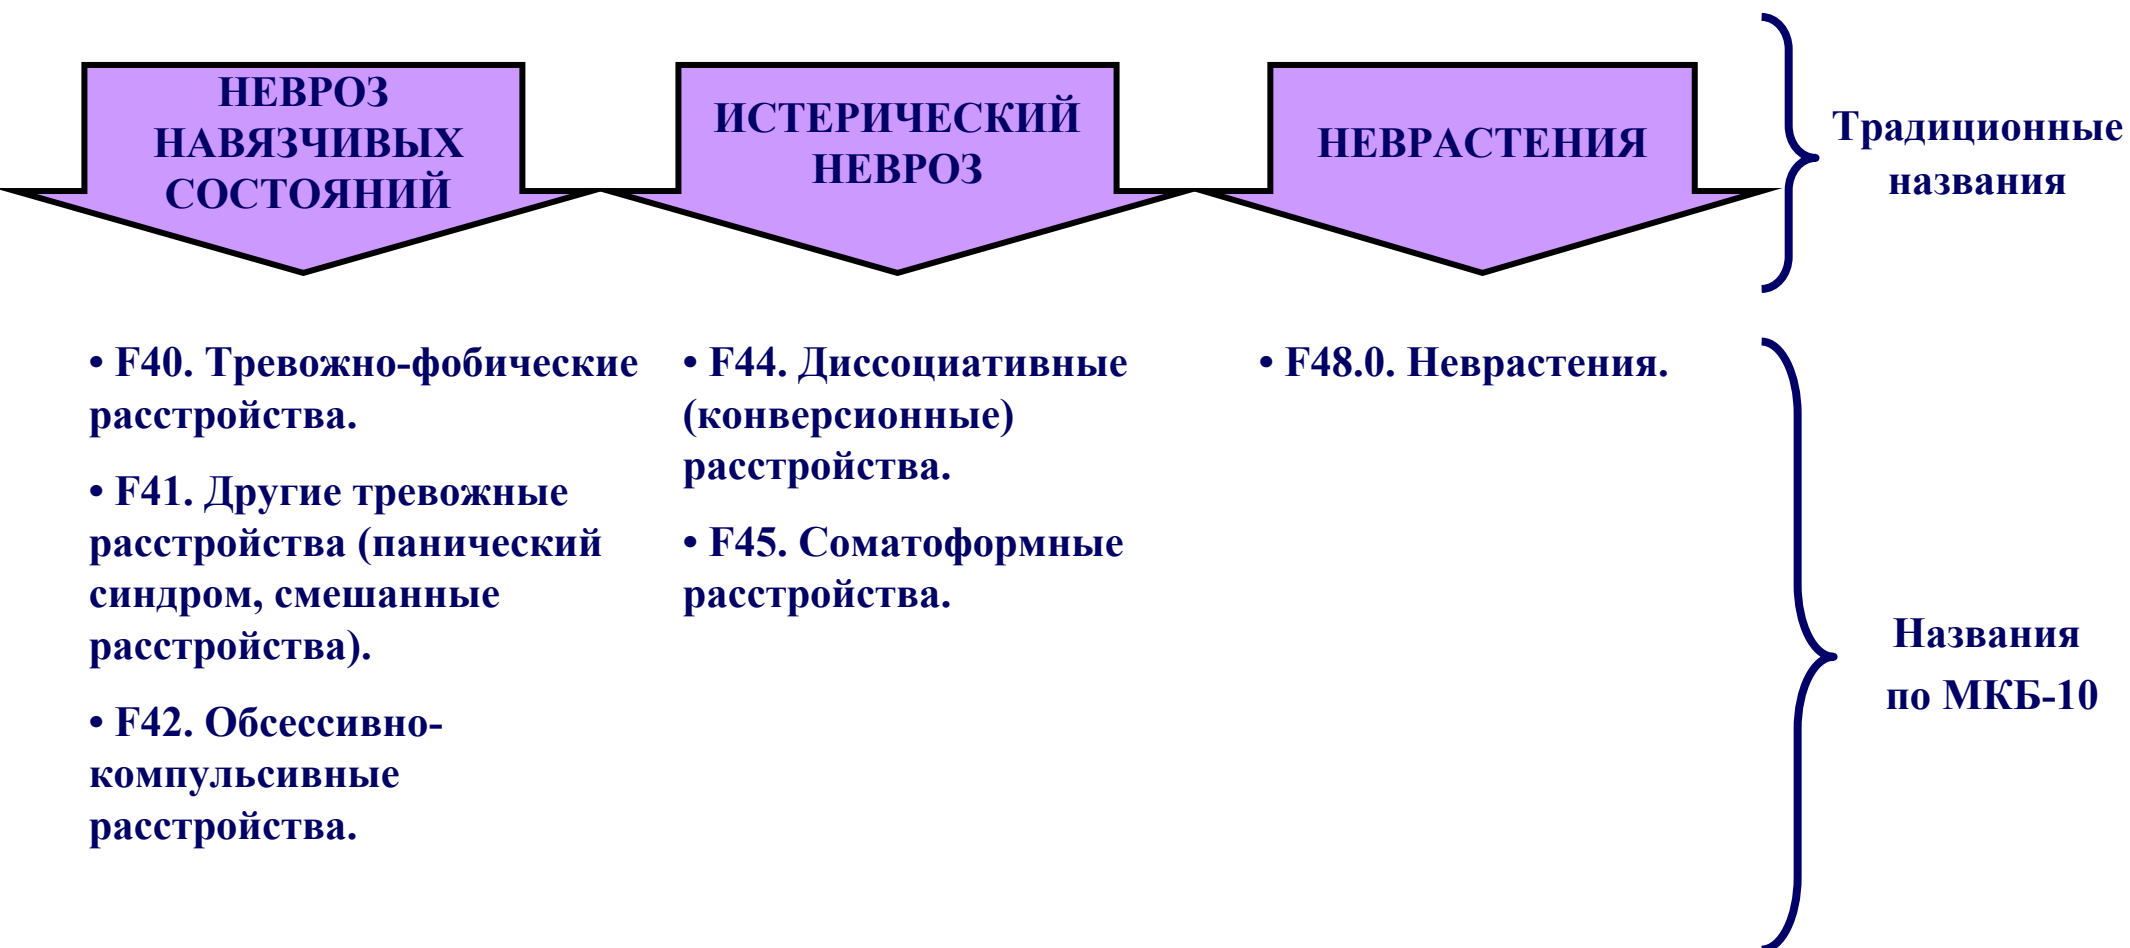 НЕВРОЗ
НАВЯЗЧИВЫХ
СОСТОЯНИЙ
ИСТЕРИЧЕСКИЙ
НЕВРОЗ
НЕВРАСТЕНИЯ
Традиционные
названия
• F40. Тревожно-фобические
расстройства.
• F41. Другие тревожные
расстройства (панический
синдром, смешанные
расстройства).
• F42. Обсессивно-
компульсивные
расстройства.
• F44. Диссоциативные
(конверсионные)
расстройства.
• F45. Соматоформные
расстройства.
• F48.0. Неврастения.
Названия
по МКБ-10